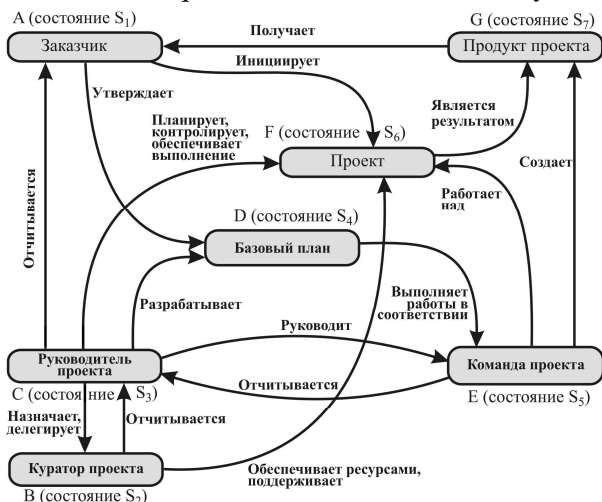 A (состояние S1)
Заказчик
Получает
G (состояние S7)
Продукт проекта
Инициирует
Утверждает
Планирует,
контролирует,
обеспечивает
выполнение
F (состояние S6)
Проект
Является
результатом
Создает
Работает
над
Отчитывается
D (состояние S4)
Базовый план
Разрабатывает
Выполняет
работы в
соответствии
Руководит
Руководитель
проекта
C (состояние S3)
Команда проекта
E (состояние S5)
Отчитывается
Назначает,
делегирует
Отчитывается
Куратор проекта
B (состояние S2)
Обеспечивает ресурсами,
поддерживает